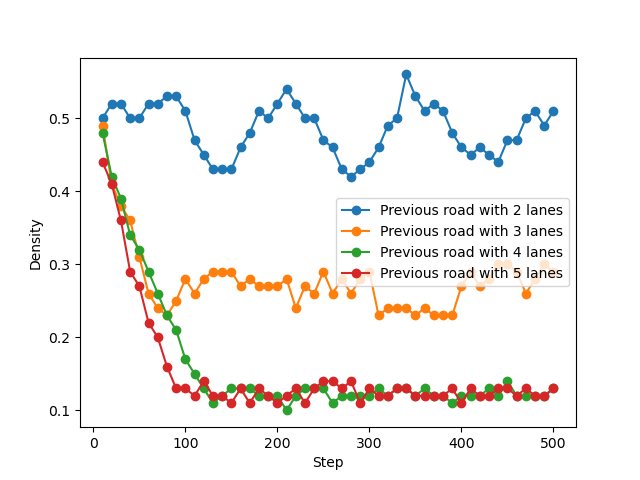 0.5
0.4
0.3
0.2
0.1
Density
Previous road with 2 lanes
Previous road with 3 lanes
Previous road with 4 lanes
Previous road with 5 lanes
0 100 200 300 400 500
Step